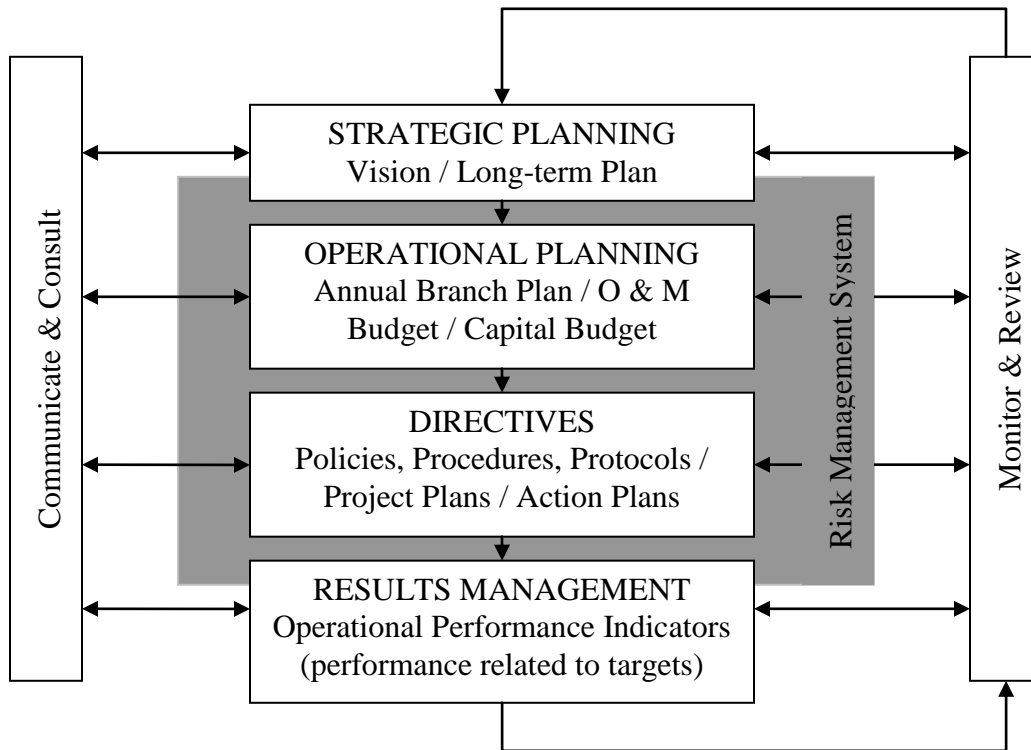 Communicate & Consult
STRATEGIC PLANNING
Vision / Long-term Plan
OPERATIONAL PLANNING
Annual Branch Plan / O & M
Budget / Capital Budget
DIRECTIVES
Policies, Procedures, Protocols /
Project Plans / Action Plans
RESULTS MANAGEMENT
Operational Performance Indicators
(performance related to targets)
Risk Management System
Monitor & Review